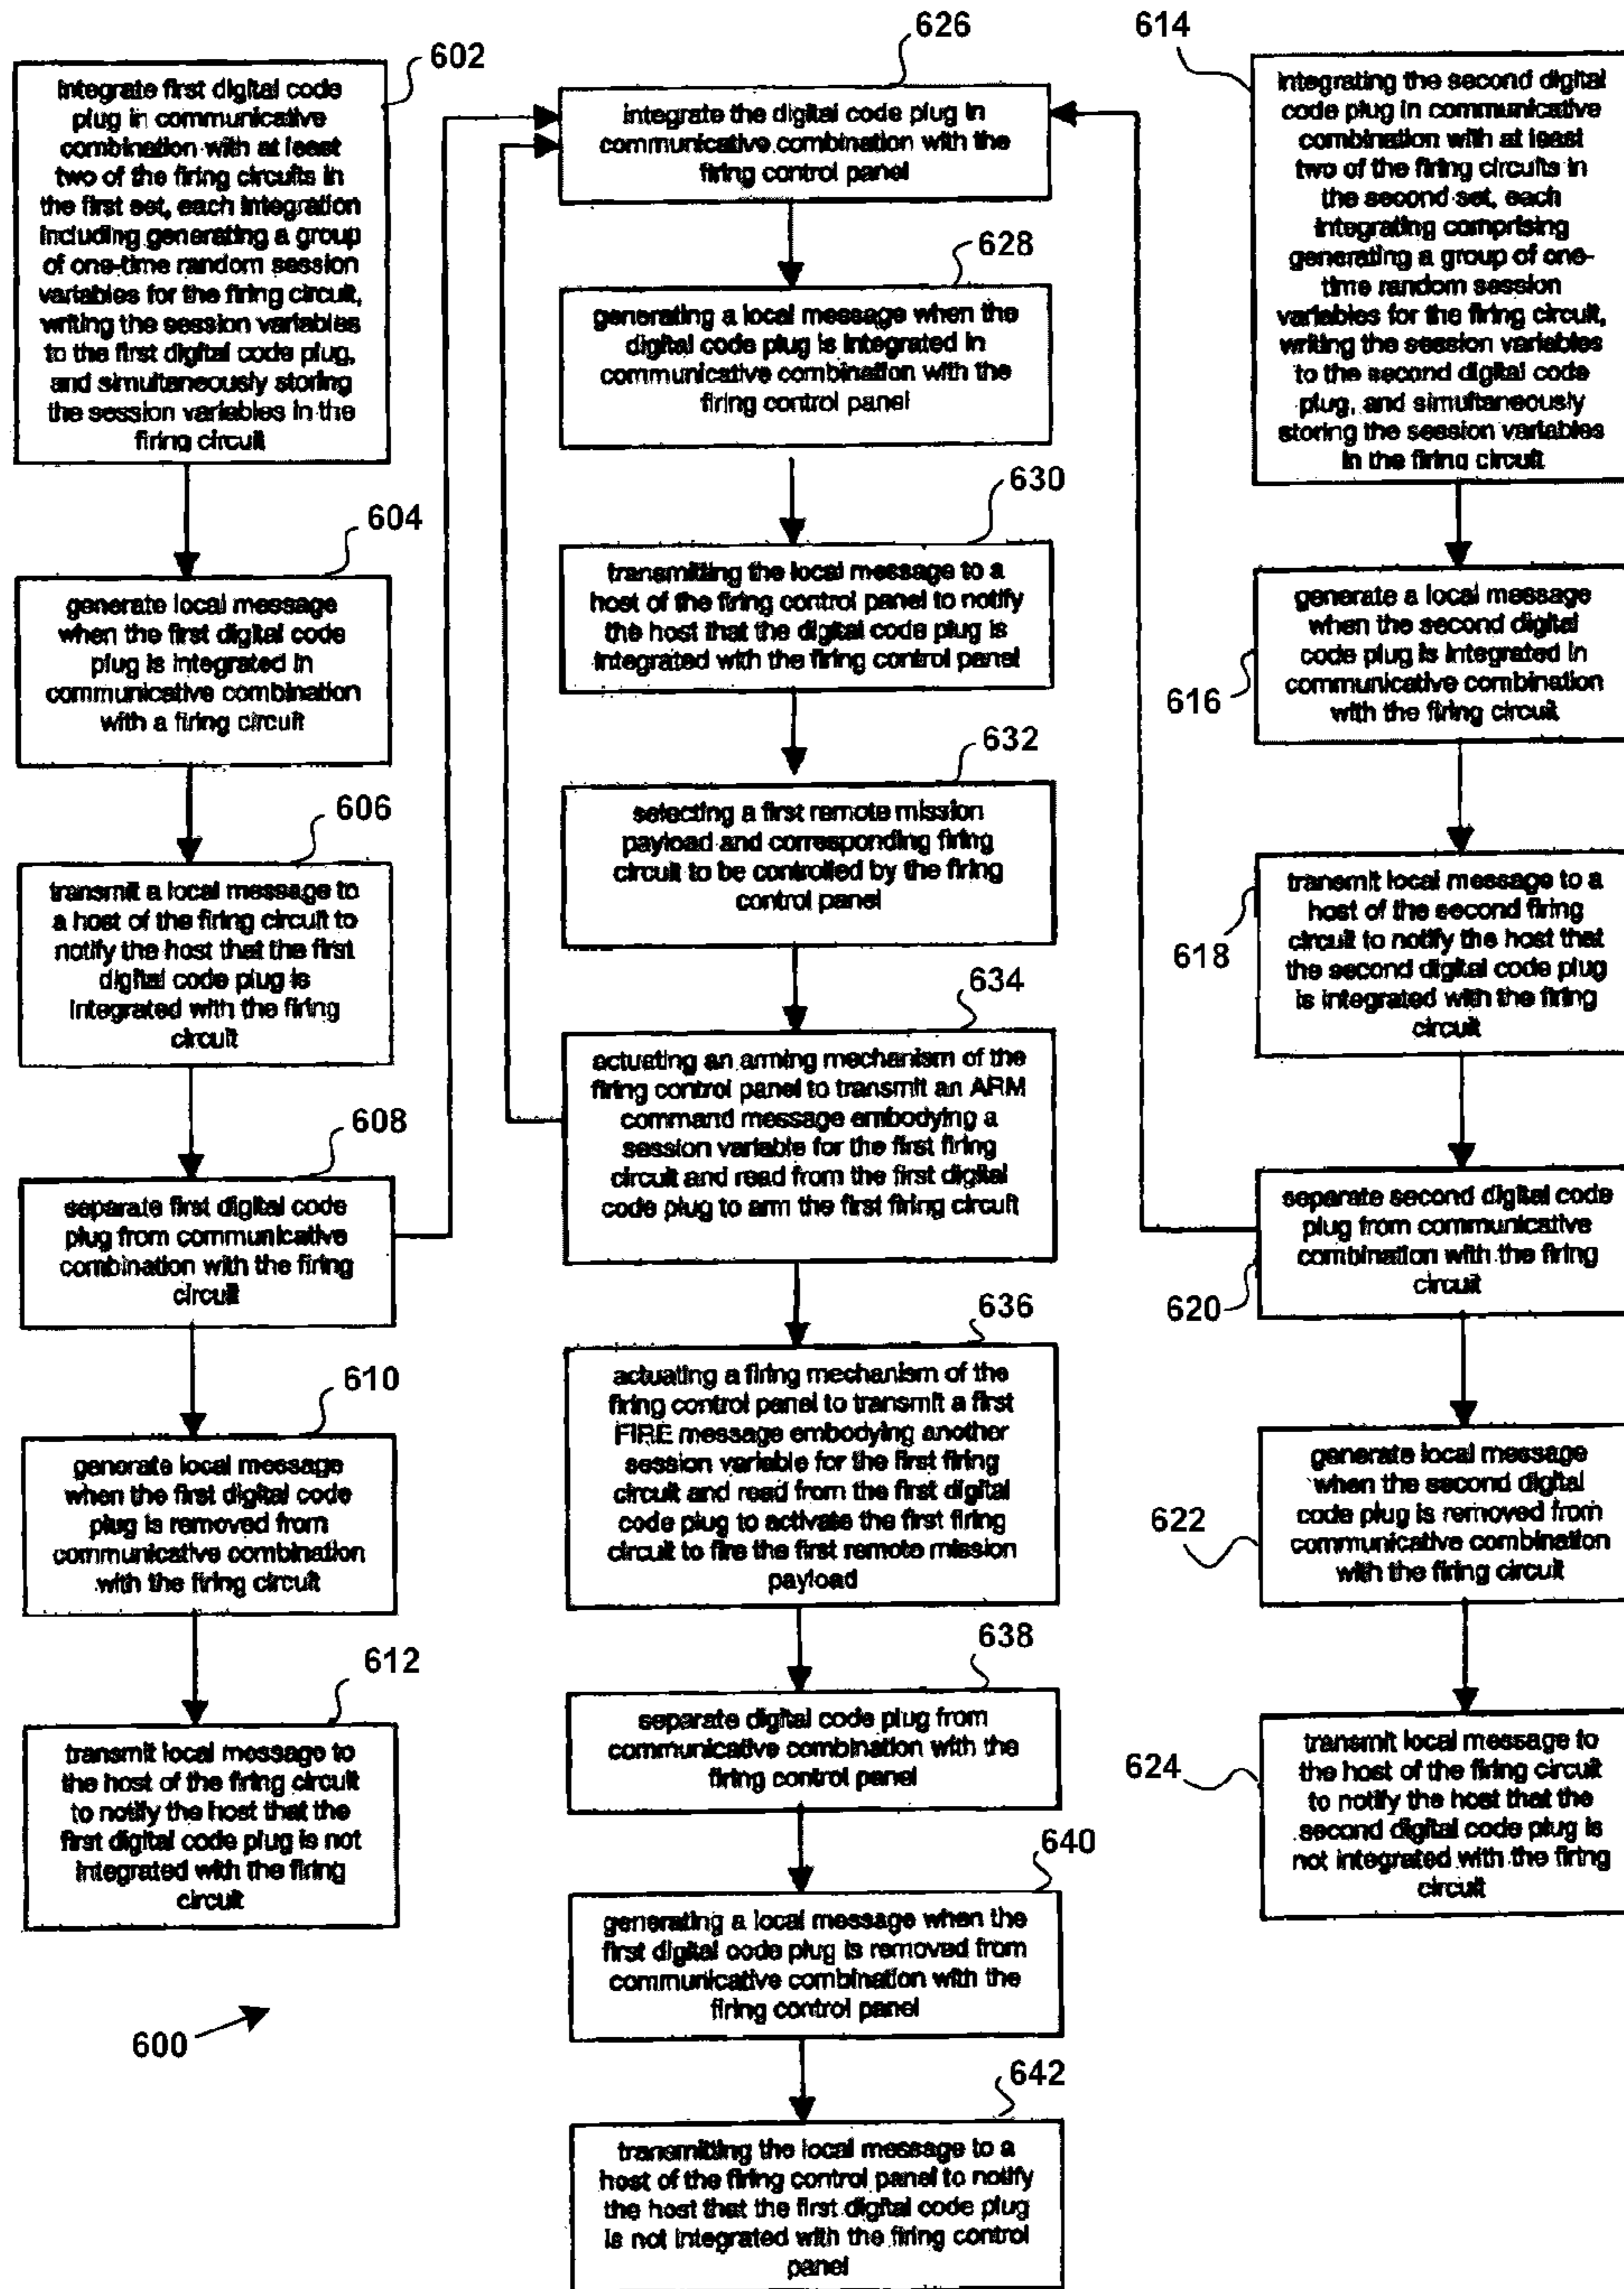 602
integrate first digital code
plug in communicative
combination with at least
two of the firing circuits in
the first set, each integration
including generating a group
of one-time random session
variables for the firing circuit,
writing the session variables
to the first digital code plug,
and simultaneously storing
the session variables in the
firing circuit
604
generate local message
when the first digital code
plug is integrated in
communicative combination
with a firing circuit
606
transmit a local message to
a host of the firing circuit to
notify the host that the first
digital code plug is
integrated with the firing
circuit
608
separate first digital code
plug from communicative
combination with the firing
circuit
610
generate local message
when the first digital code
plug is removed from
communicative combination
with the firing circuit
612
transmit local message to
the host of the firing circuit
to notify the host that the
first digital code plug is not
integrated with the firing
circuit
600
626
integrate the digital code plug in
communicative combination with the
firing control panel
628
generating a local message when the
digital code plug is integrated in
communicative combination with the
firing control panel
630
transmitting the local message to a
host of the firing control panel to notify
the host that the digital code plug is
integrated with the firing control panel
632
selecting a first remote mission
payload and corresponding firing
circuit to be controlled by the firing
control panel
634
actuating an arming mechanism of the
firing control panel to transmit an ARM
command message embodying a
session variable for the first firing
circuit and read from the first digital
code plug to arm the first firing circuit
636
actuating a firing mechanism of the
firing control panel to transmit a first
FIRE message embodying another
session variable for the first firing
circuit and read from the first digital
code plug to activate the first firing
circuit to fire the first remote mission
payload
638
separate digital code plug from
communicative combination with the
firing control panel
640
generating a local message when the
first digital code plug is removed from
communicative combination with the
firing control panel
642
transmitting the local message to a
host of the firing control panel to notify
the host that the first digital code plug
is not integrated with the firing control
panel
614
integrating the second digital
code plug in communicative
combination with at least
two of the firing circuits in
the second set, each
integrating comprising
generating a group of one-
time random session
variables for the firing circuit,
writing the session variables
to the second digital code
plug, and simultaneously
storing the session variables
in the firing circuit
616
generate a local message
when the second digital
code plug is integrated in
communicative combination
with the firing circuit
618
transmit local message to a
host of the second firing
circuit to notify the host that
the second digital code plug
is integrated with the firing
circuit
620
separate second digital code
plug from communicative
combination with the firing
circuit
622
generate local message
when the second digital
code plug is removed from
communicative combination
with the firing circuit
624
transmit local message to
the host of the firing circuit
to notify the host that the
second digital code plug is
not integrated with the firing
circuit